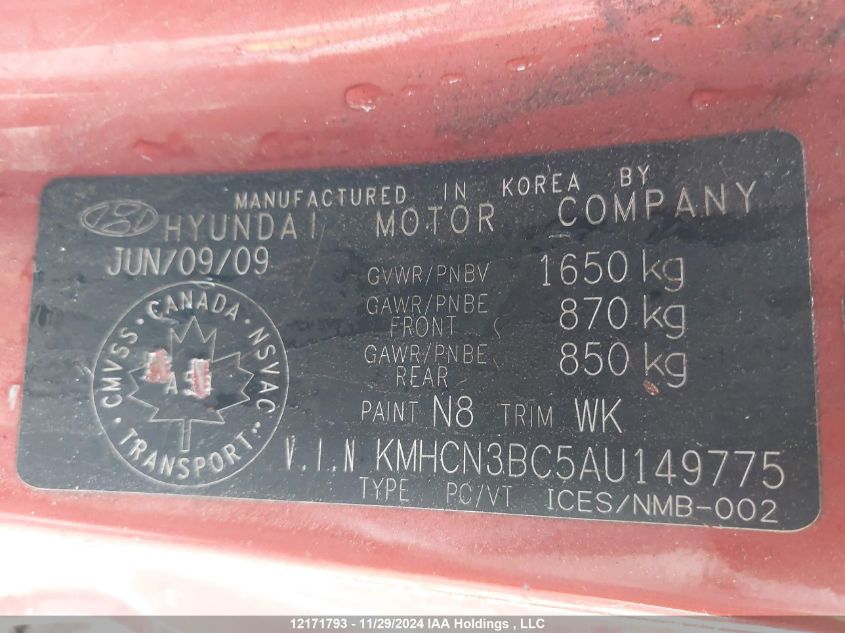 MANUFACTURED IN KOREA BY
HYUNDAI MOTOR COMPANY
JUN/09/09
GVWR/PNBV 1650 kg
GAWR/PNBE FRONT ( 870 kg
GAWR/PNBE REAR ( 850 kg
CANADA · NSVAC · TRANSPORT · CMVSS ·
PAINT N8 TRIM WK
V.I.N KMHCN3BC5AU149775
TYPE PC/VT ICES/NMB-002
12171793 - 11/29/2024 IAA Holdings , LLC